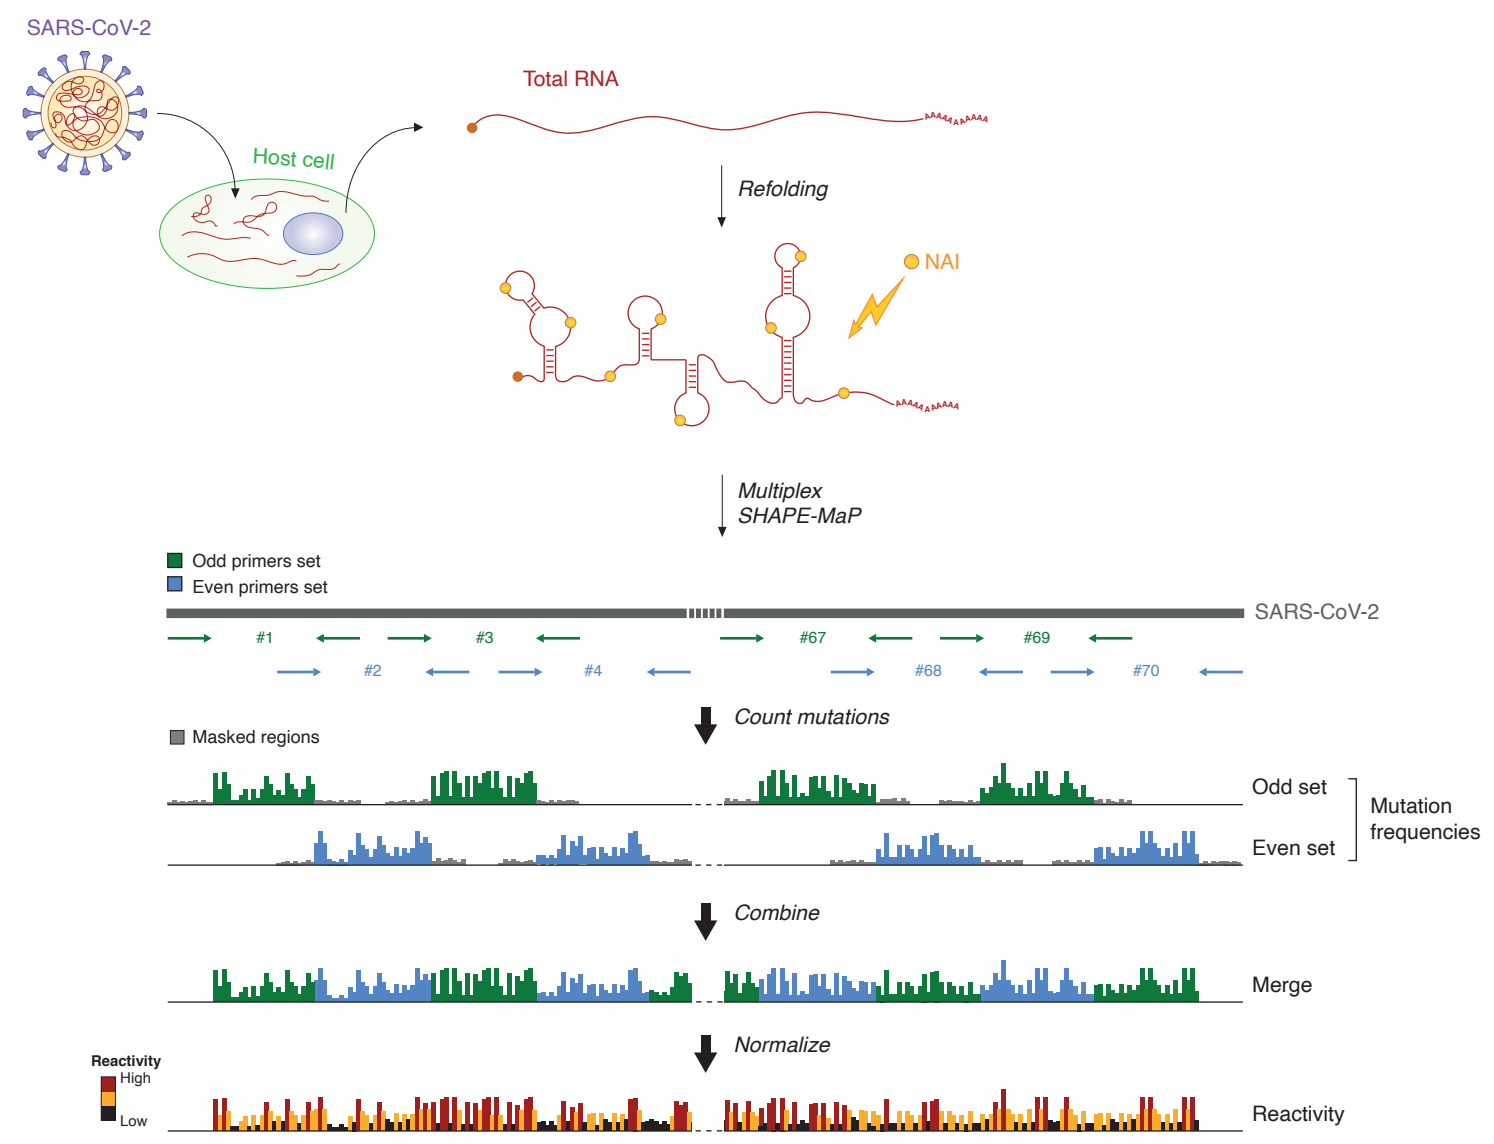 SARS-CoV-2
Total RNA
AAAAAAAAAA
Host cell
Refolding
NAI
AAAAAAAAAA
Multiplex
SHAPE-MaP
Odd primers set
Even primers set
SARS-CoV-2
#1
#3
#67
#69
#2
#4
#68
#70
Count mutations
Masked regions
Odd set
Even set
Mutation
frequencies
Combine
Merge
Normalize
Reactivity
High
Low
Reactivity